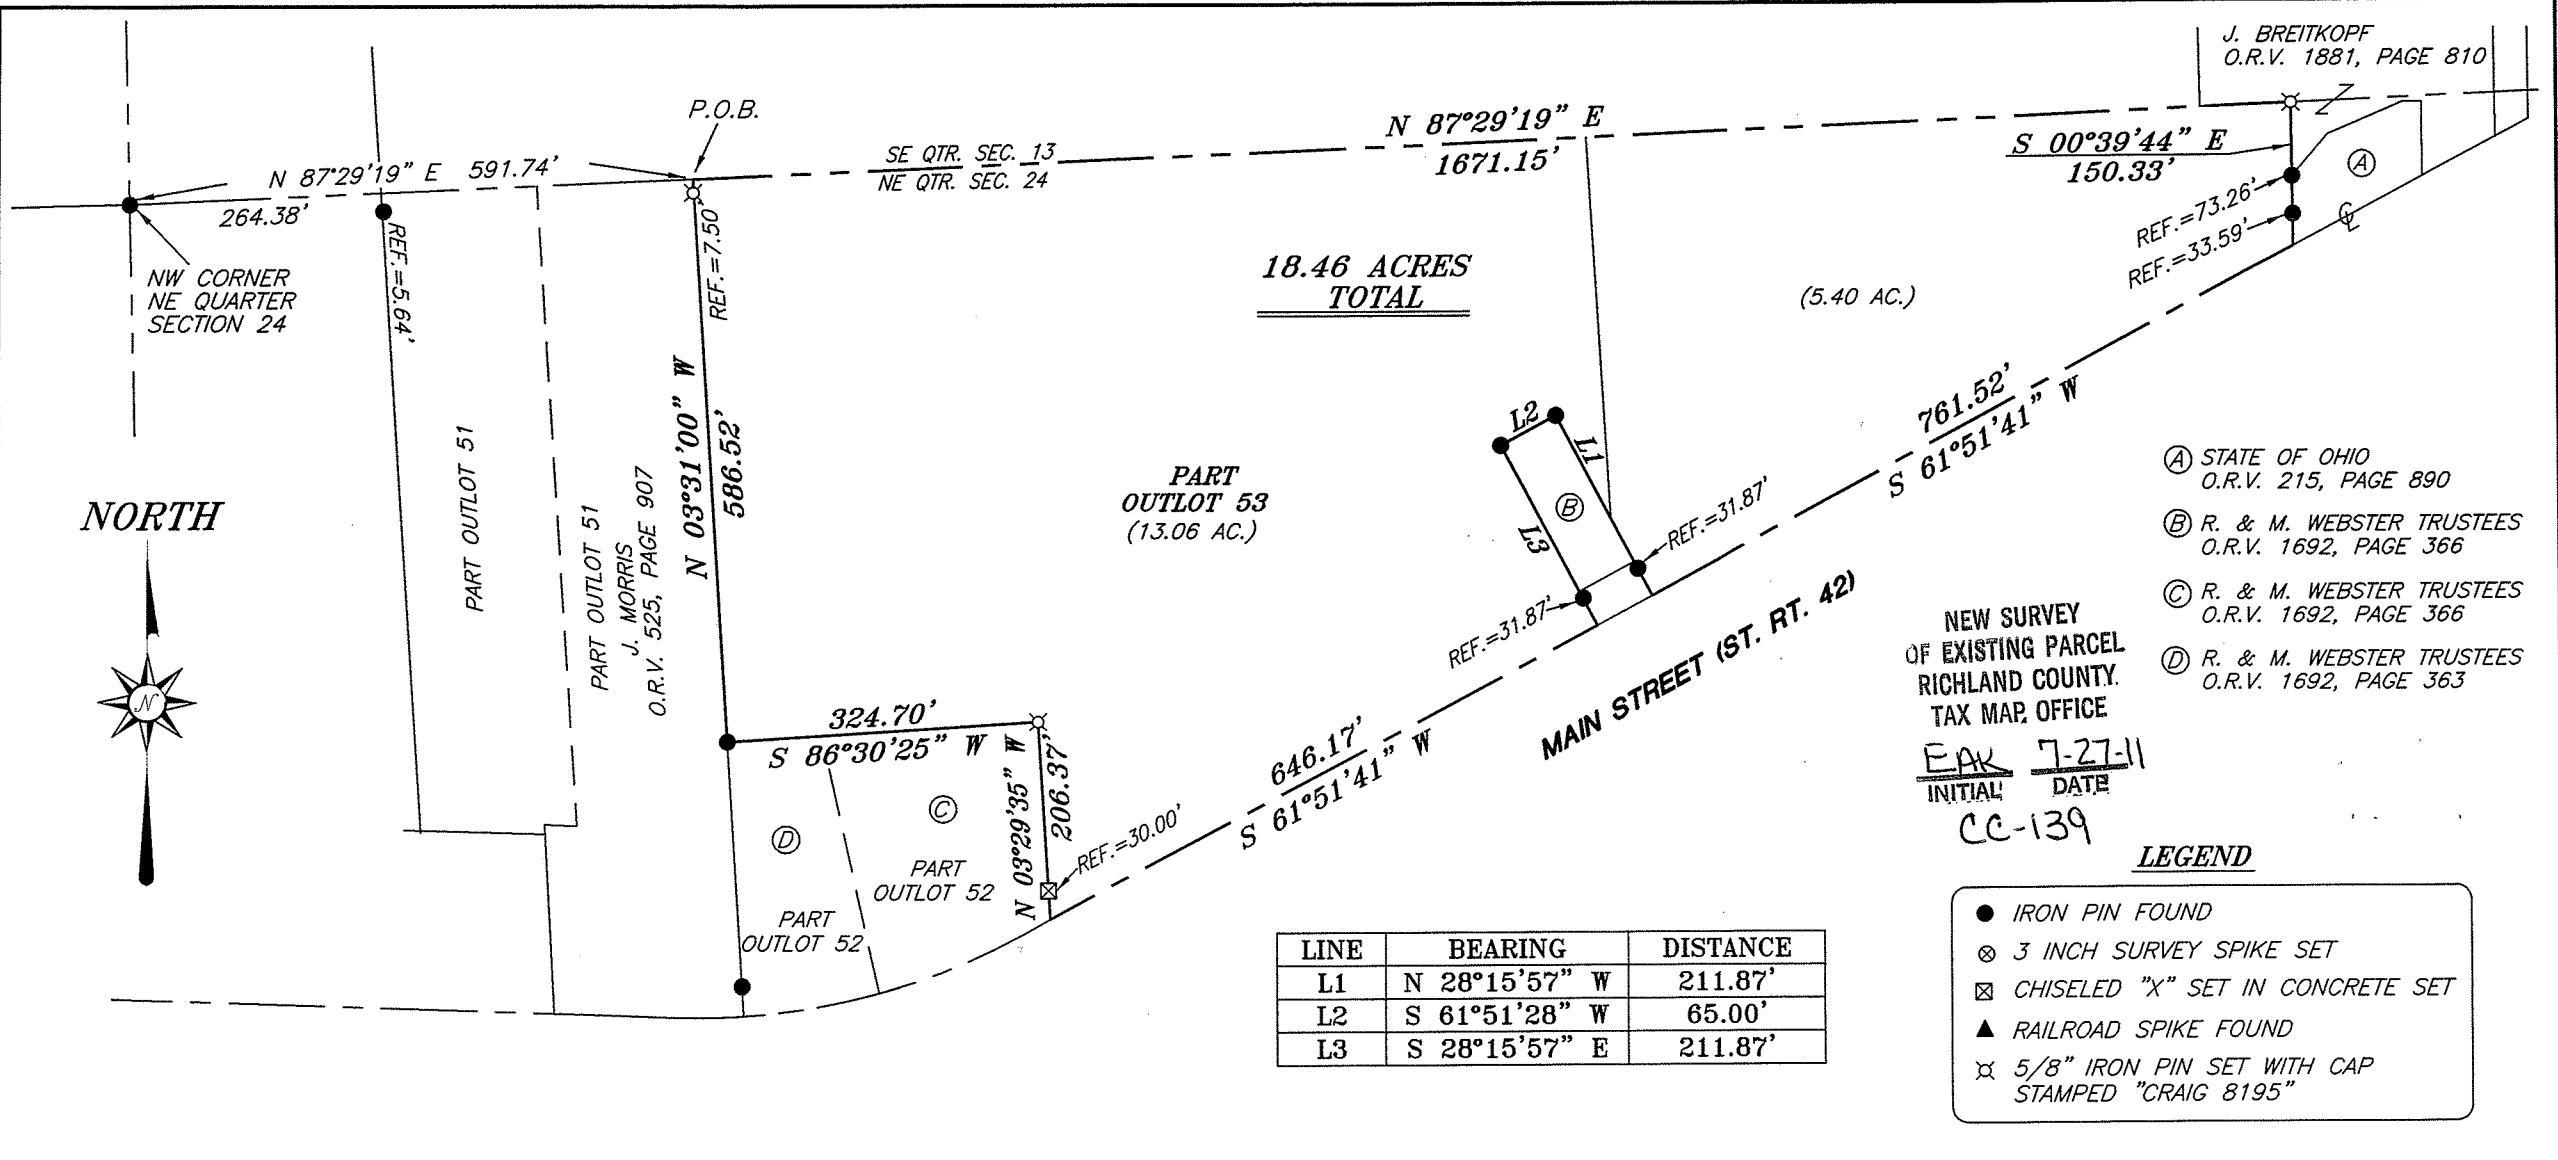 J. BREITKOPF
O.R.V. 1881, PAGE 810
P.O.B.
N 87°29'19" E 591.74'
264.38'
SE QTR. SEC. 13
NE QTR. SEC. 24
N 87°29'19" E
1671.15'
S 00°39'44" E
150.33'
REF.=73.26'
REF.=33.59'
Ⓐ
℄
NW CORNER
NE QUARTER
SECTION 24
REF.=5.64'
REF.=7.50'
18.46 ACRES
TOTAL
(5.40 AC.)
N 03°31'00" W
586.52'
PART OUTLOT 51
PART OUTLOT 51
J. MORRIS
O.R.V. 525, PAGE 907
NORTH
N
PART
OUTLOT 53
(13.06 AC.)
L2
L1
L3
Ⓑ
REF.=31.87'
REF.=31.87'
761.52'
S 61°51'41" W
MAIN STREET (ST. RT. 42)
646.17'
S 61°51'41" W
324.70'
S 86°30'25" W
N 03°29'35" W
206.37'
REF.=30.00'
Ⓓ
Ⓒ
PART
OUTLOT 52
PART
OUTLOT 52
Ⓐ STATE OF OHIO
O.R.V. 215, PAGE 890
Ⓑ R. & M. WEBSTER TRUSTEES
O.R.V. 1692, PAGE 366
Ⓒ R. & M. WEBSTER TRUSTEES
O.R.V. 1692, PAGE 366
Ⓓ R. & M. WEBSTER TRUSTEES
O.R.V. 1692, PAGE 363
NEW SURVEY
OF EXISTING PARCEL
RICHLAND COUNTY
TAX MAP OFFICE
EAK 7-27-11
INITIAL DATE
CC-139
LINE BEARING DISTANCE
L1 N 28°15'57" W 211.87'
L2 S 61°51'28" W 65.00'
L3 S 28°15'57" E 211.87'
LEGEND
IRON PIN FOUND
3 INCH SURVEY SPIKE SET
CHISELED "X" SET IN CONCRETE SET
RAILROAD SPIKE FOUND
5/8" IRON PIN SET WITH CAP
STAMPED "CRAIG 8195"